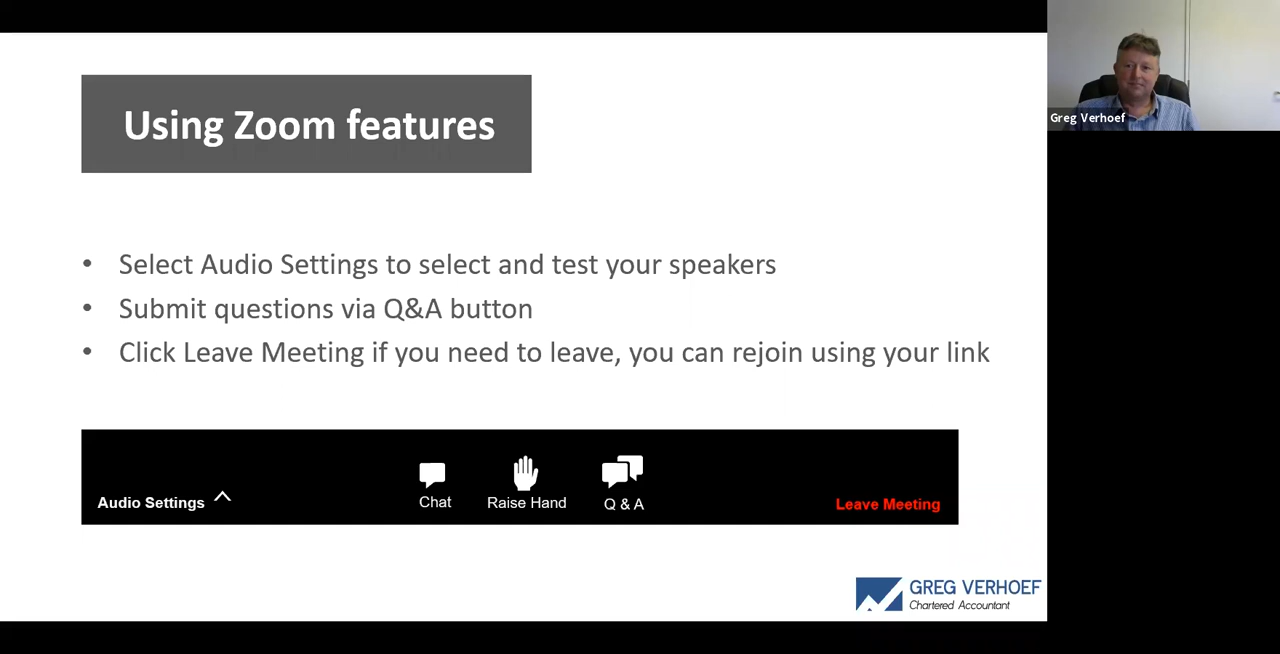 Using Zoom features
Greg Verhoef
• Select Audio Settings to select and test your speakers
• Submit questions via Q&A button
• Click Leave Meeting if you need to leave, you can rejoin using your link
Audio Settings
Chat
Raise Hand
Q & A
Leave Meeting
GREG VERHOEF
Chartered Accountant